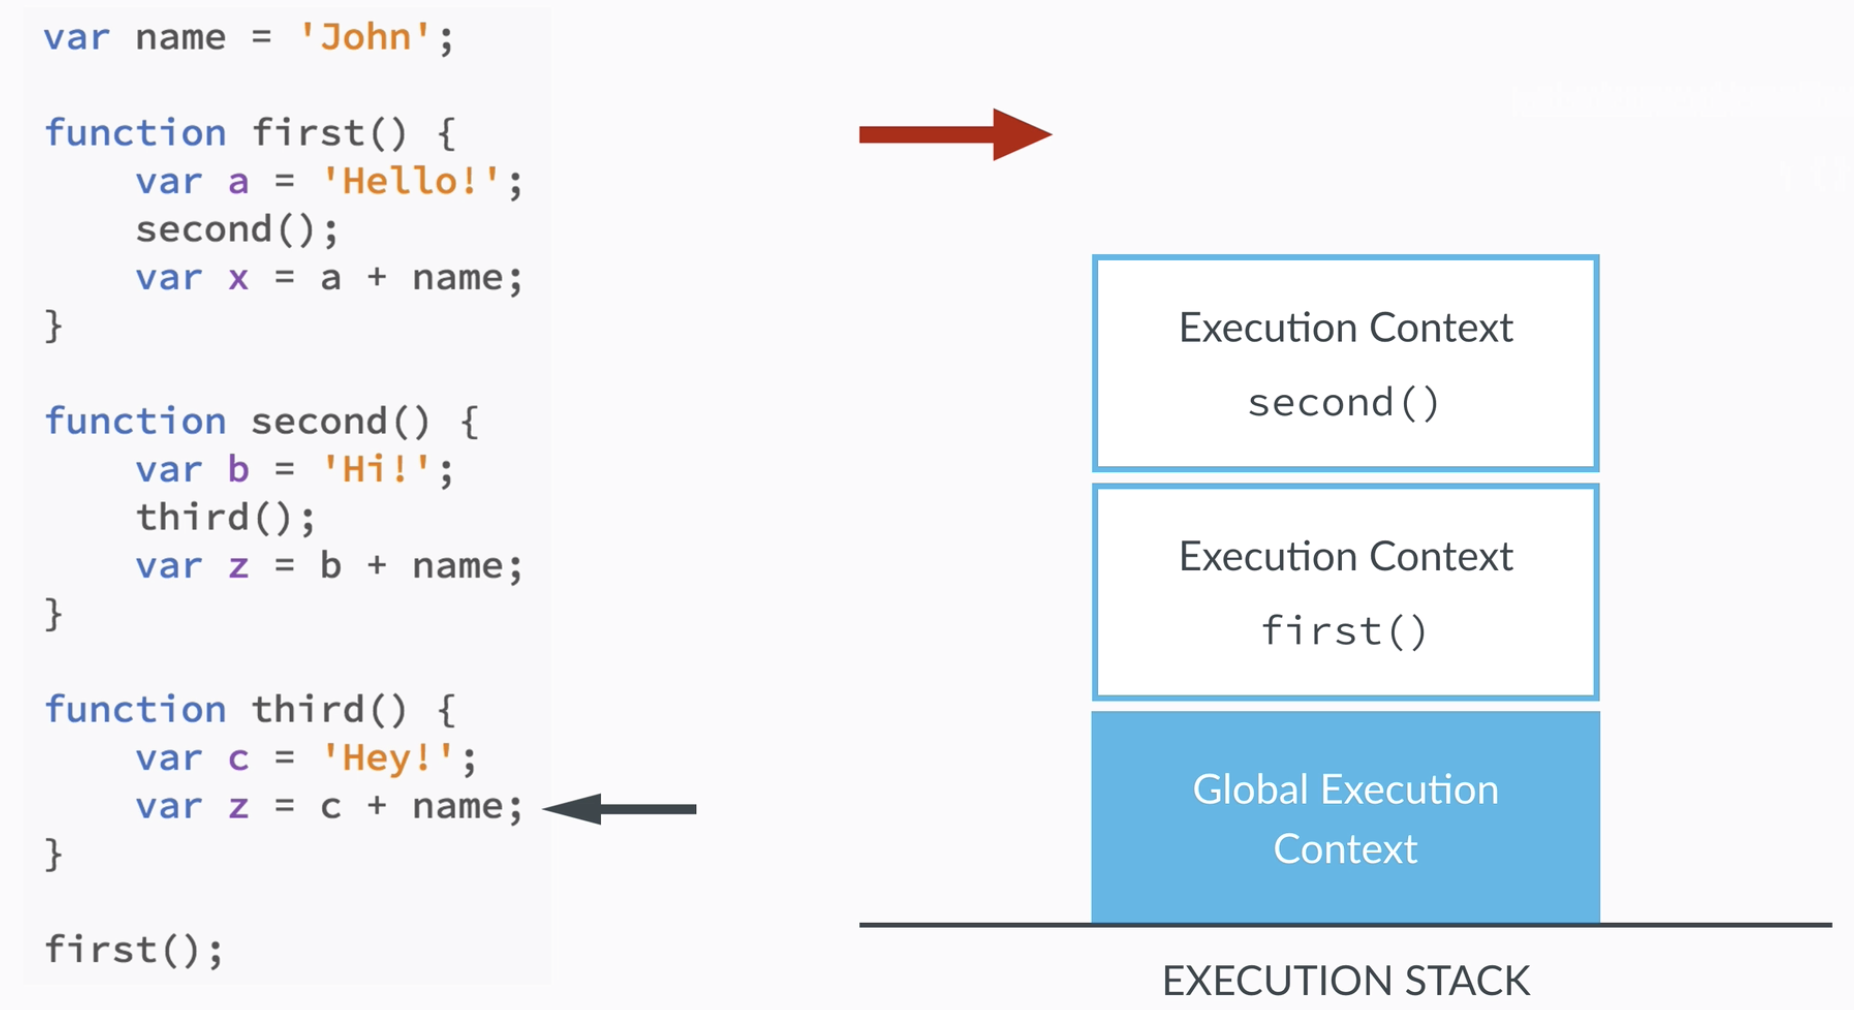 var name = 'John';
function first() {
    var a = 'Hello!';
    second();
    var x = a + name;
}
function second() {
    var b = 'Hi!';
    third();
    var z = b + name;
}
function third() {
    var c = 'Hey!';
    var z = c + name;
}
first();
Execution Context
second()
Execution Context
first()
Global Execution
Context
EXECUTION STACK